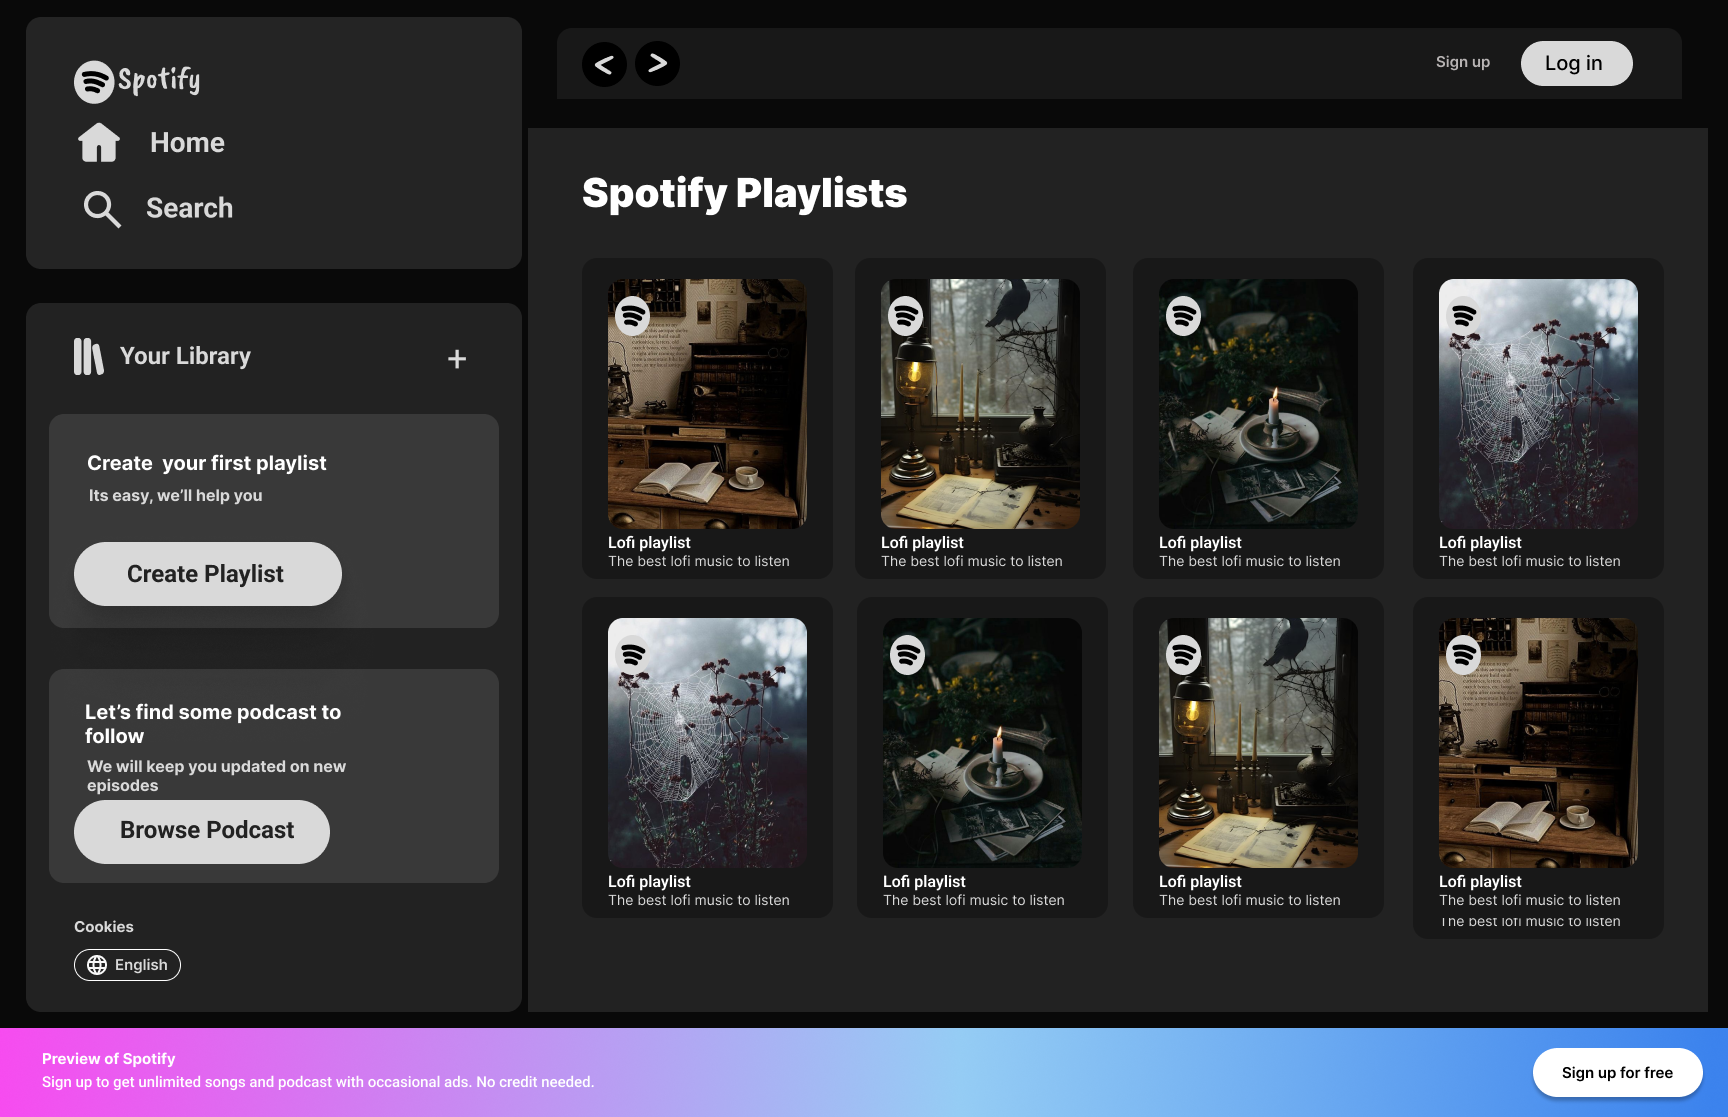 Spotify
Home
Search
Your Library
+
Create  your first playlist
Its easy, we’ll help you
Create Playlist
Let’s find some podcast to
follow
We will keep you updated on new
episodes
Browse Podcast
Cookies
English
< >
Sign up
Log in
Spotify Playlists
Lofi playlist
The best lofi music to listen
Lofi playlist
The best lofi music to listen
Lofi playlist
The best lofi music to listen
Lofi playlist
The best lofi music to listen
Lofi playlist
The best lofi music to listen
Lofi playlist
The best lofi music to listen
Lofi playlist
The best lofi music to listen
Lofi playlist
The best lofi music to listen
The best lofi music to listen
Preview of Spotify
Sign up to get unlimited songs and podcast with occasional ads. No credit needed.
Sign up for free